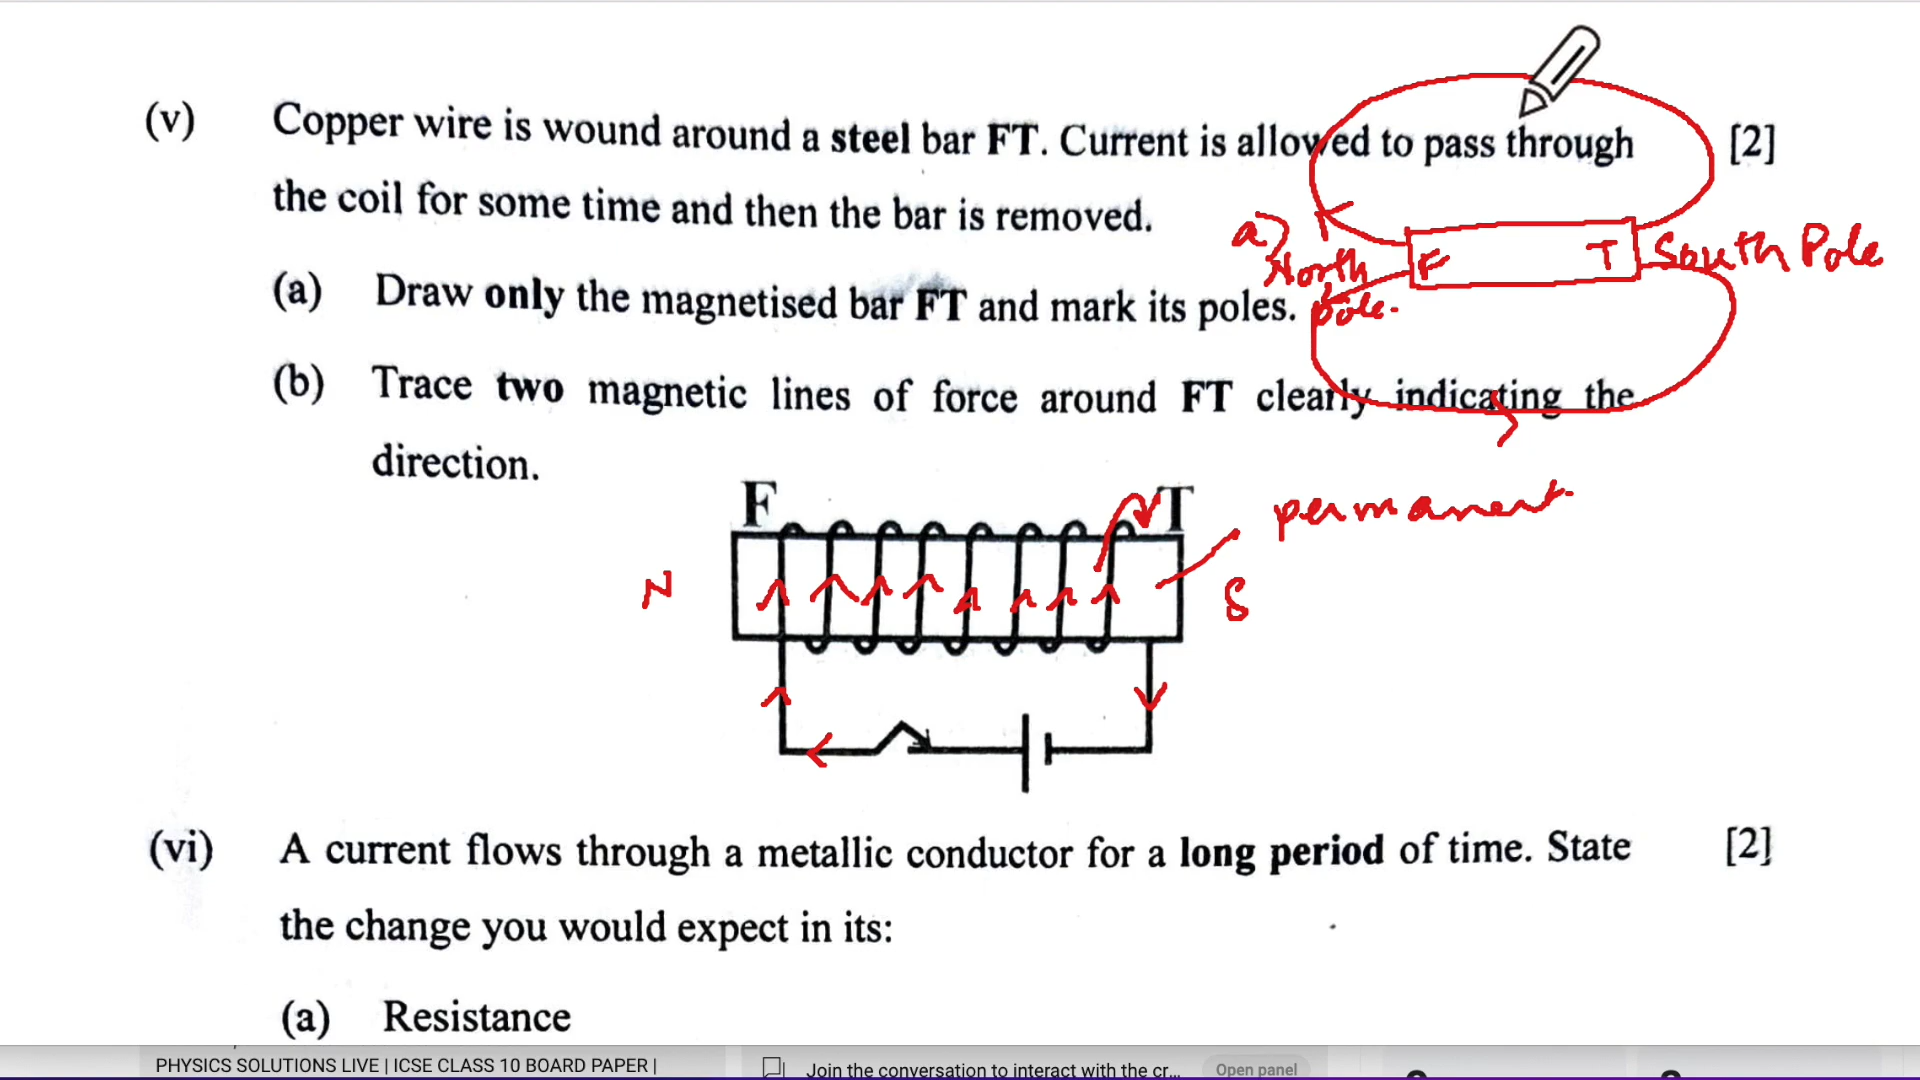 (v) Copper wire is wound around a steel bar FT. Current is allowed to pass through [2]
the coil for some time and then the bar is removed.
a)
North
Pole.
F T South Pole
(a) Draw only the magnetised bar FT and mark its poles.
(b) Trace two magnetic lines of force around FT clearly indicating the
direction.
F T
permanent
N S
(vi) A current flows through a metallic conductor for a long period of time. State [2]
the change you would expect in its:
(a) Resistance
PHYSICS SOLUTIONS LIVE | ICSE CLASS 10 BOARD PAPER |
Join the conversation to interact with the cr...
Open panel